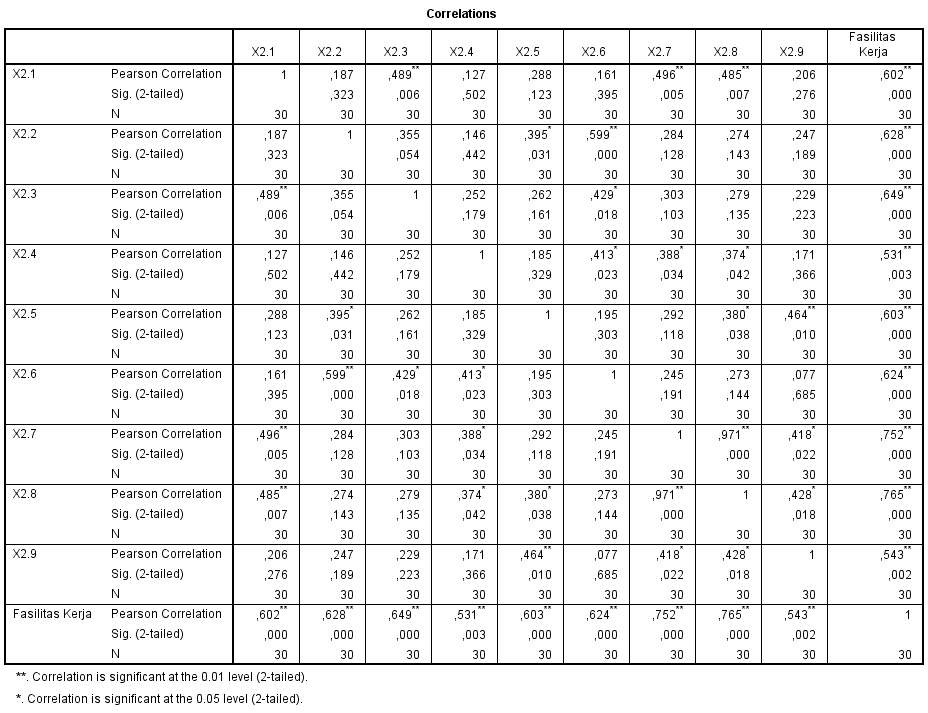 Correlations
X2.1 X2.2 X2.3 X2.4 X2.5 X2.6 X2.7 X2.8 X2.9 Fasilitas Kerja
X2.1 Pearson Correlation 1 ,187 ,489** ,127 ,288 ,161 ,496** ,485** ,206 ,602**
Sig. (2-tailed) ,323 ,006 ,502 ,123 ,395 ,005 ,007 ,276 ,000
N 30 30 30 30 30 30 30 30 30 30
X2.2 Pearson Correlation ,187 1 ,355 ,146 ,395* ,599** ,284 ,274 ,247 ,628**
Sig. (2-tailed) ,323 ,054 ,442 ,031 ,000 ,128 ,143 ,189 ,000
N 30 30 30 30 30 30 30 30 30 30
X2.3 Pearson Correlation ,489** ,355 1 ,252 ,262 ,429* ,303 ,279 ,229 ,649**
Sig. (2-tailed) ,006 ,054 ,179 ,161 ,018 ,103 ,135 ,223 ,000
N 30 30 30 30 30 30 30 30 30 30
X2.4 Pearson Correlation ,127 ,146 ,252 1 ,185 ,413* ,388* ,374* ,171 ,531**
Sig. (2-tailed) ,502 ,442 ,179 ,329 ,023 ,034 ,042 ,366 ,003
N 30 30 30 30 30 30 30 30 30 30
X2.5 Pearson Correlation ,288 ,395* ,262 ,185 1 ,195 ,292 ,380* ,464** ,603**
Sig. (2-tailed) ,123 ,031 ,161 ,329 ,303 ,118 ,038 ,010 ,000
N 30 30 30 30 30 30 30 30 30 30
X2.6 Pearson Correlation ,161 ,599** ,429* ,413* ,195 1 ,245 ,273 ,077 ,624**
Sig. (2-tailed) ,395 ,000 ,018 ,023 ,303 ,191 ,144 ,685 ,000
N 30 30 30 30 30 30 30 30 30 30
X2.7 Pearson Correlation ,496** ,284 ,303 ,388* ,292 ,245 1 ,971** ,418* ,752**
Sig. (2-tailed) ,005 ,128 ,103 ,034 ,118 ,191 ,000 ,022 ,000
N 30 30 30 30 30 30 30 30 30 30
X2.8 Pearson Correlation ,485** ,274 ,279 ,374* ,380* ,273 ,971** 1 ,428* ,765**
Sig. (2-tailed) ,007 ,143 ,135 ,042 ,038 ,144 ,000 ,018 ,000
N 30 30 30 30 30 30 30 30 30 30
X2.9 Pearson Correlation ,206 ,247 ,229 ,171 ,464** ,077 ,418* ,428* 1 ,543**
Sig. (2-tailed) ,276 ,189 ,223 ,366 ,010 ,685 ,022 ,018 ,002
N 30 30 30 30 30 30 30 30 30 30
Fasilitas Kerja Pearson Correlation ,602** ,628** ,649** ,531** ,603** ,624** ,752** ,765** ,543** 1
Sig. (2-tailed) ,000 ,000 ,000 ,003 ,000 ,000 ,000 ,000 ,002
N 30 30 30 30 30 30 30 30 30 30
**. Correlation is significant at the 0.01 level (2-tailed).
*. Correlation is significant at the 0.05 level (2-tailed).